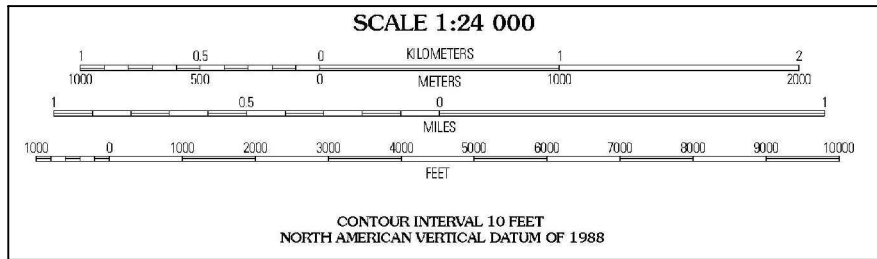 SCALE 1:24 000
1 0.5 0 KILOMETERS 1 2
1000 500 0 METERS 1000 2000
1 0.5 0 1
MILES
1000 0 1000 2000 3000 4000 5000 6000 7000 8000 9000 10000
FEET
CONTOUR INTERVAL 10 FEET
NORTH AMERICAN VERTICAL DATUM OF 1988